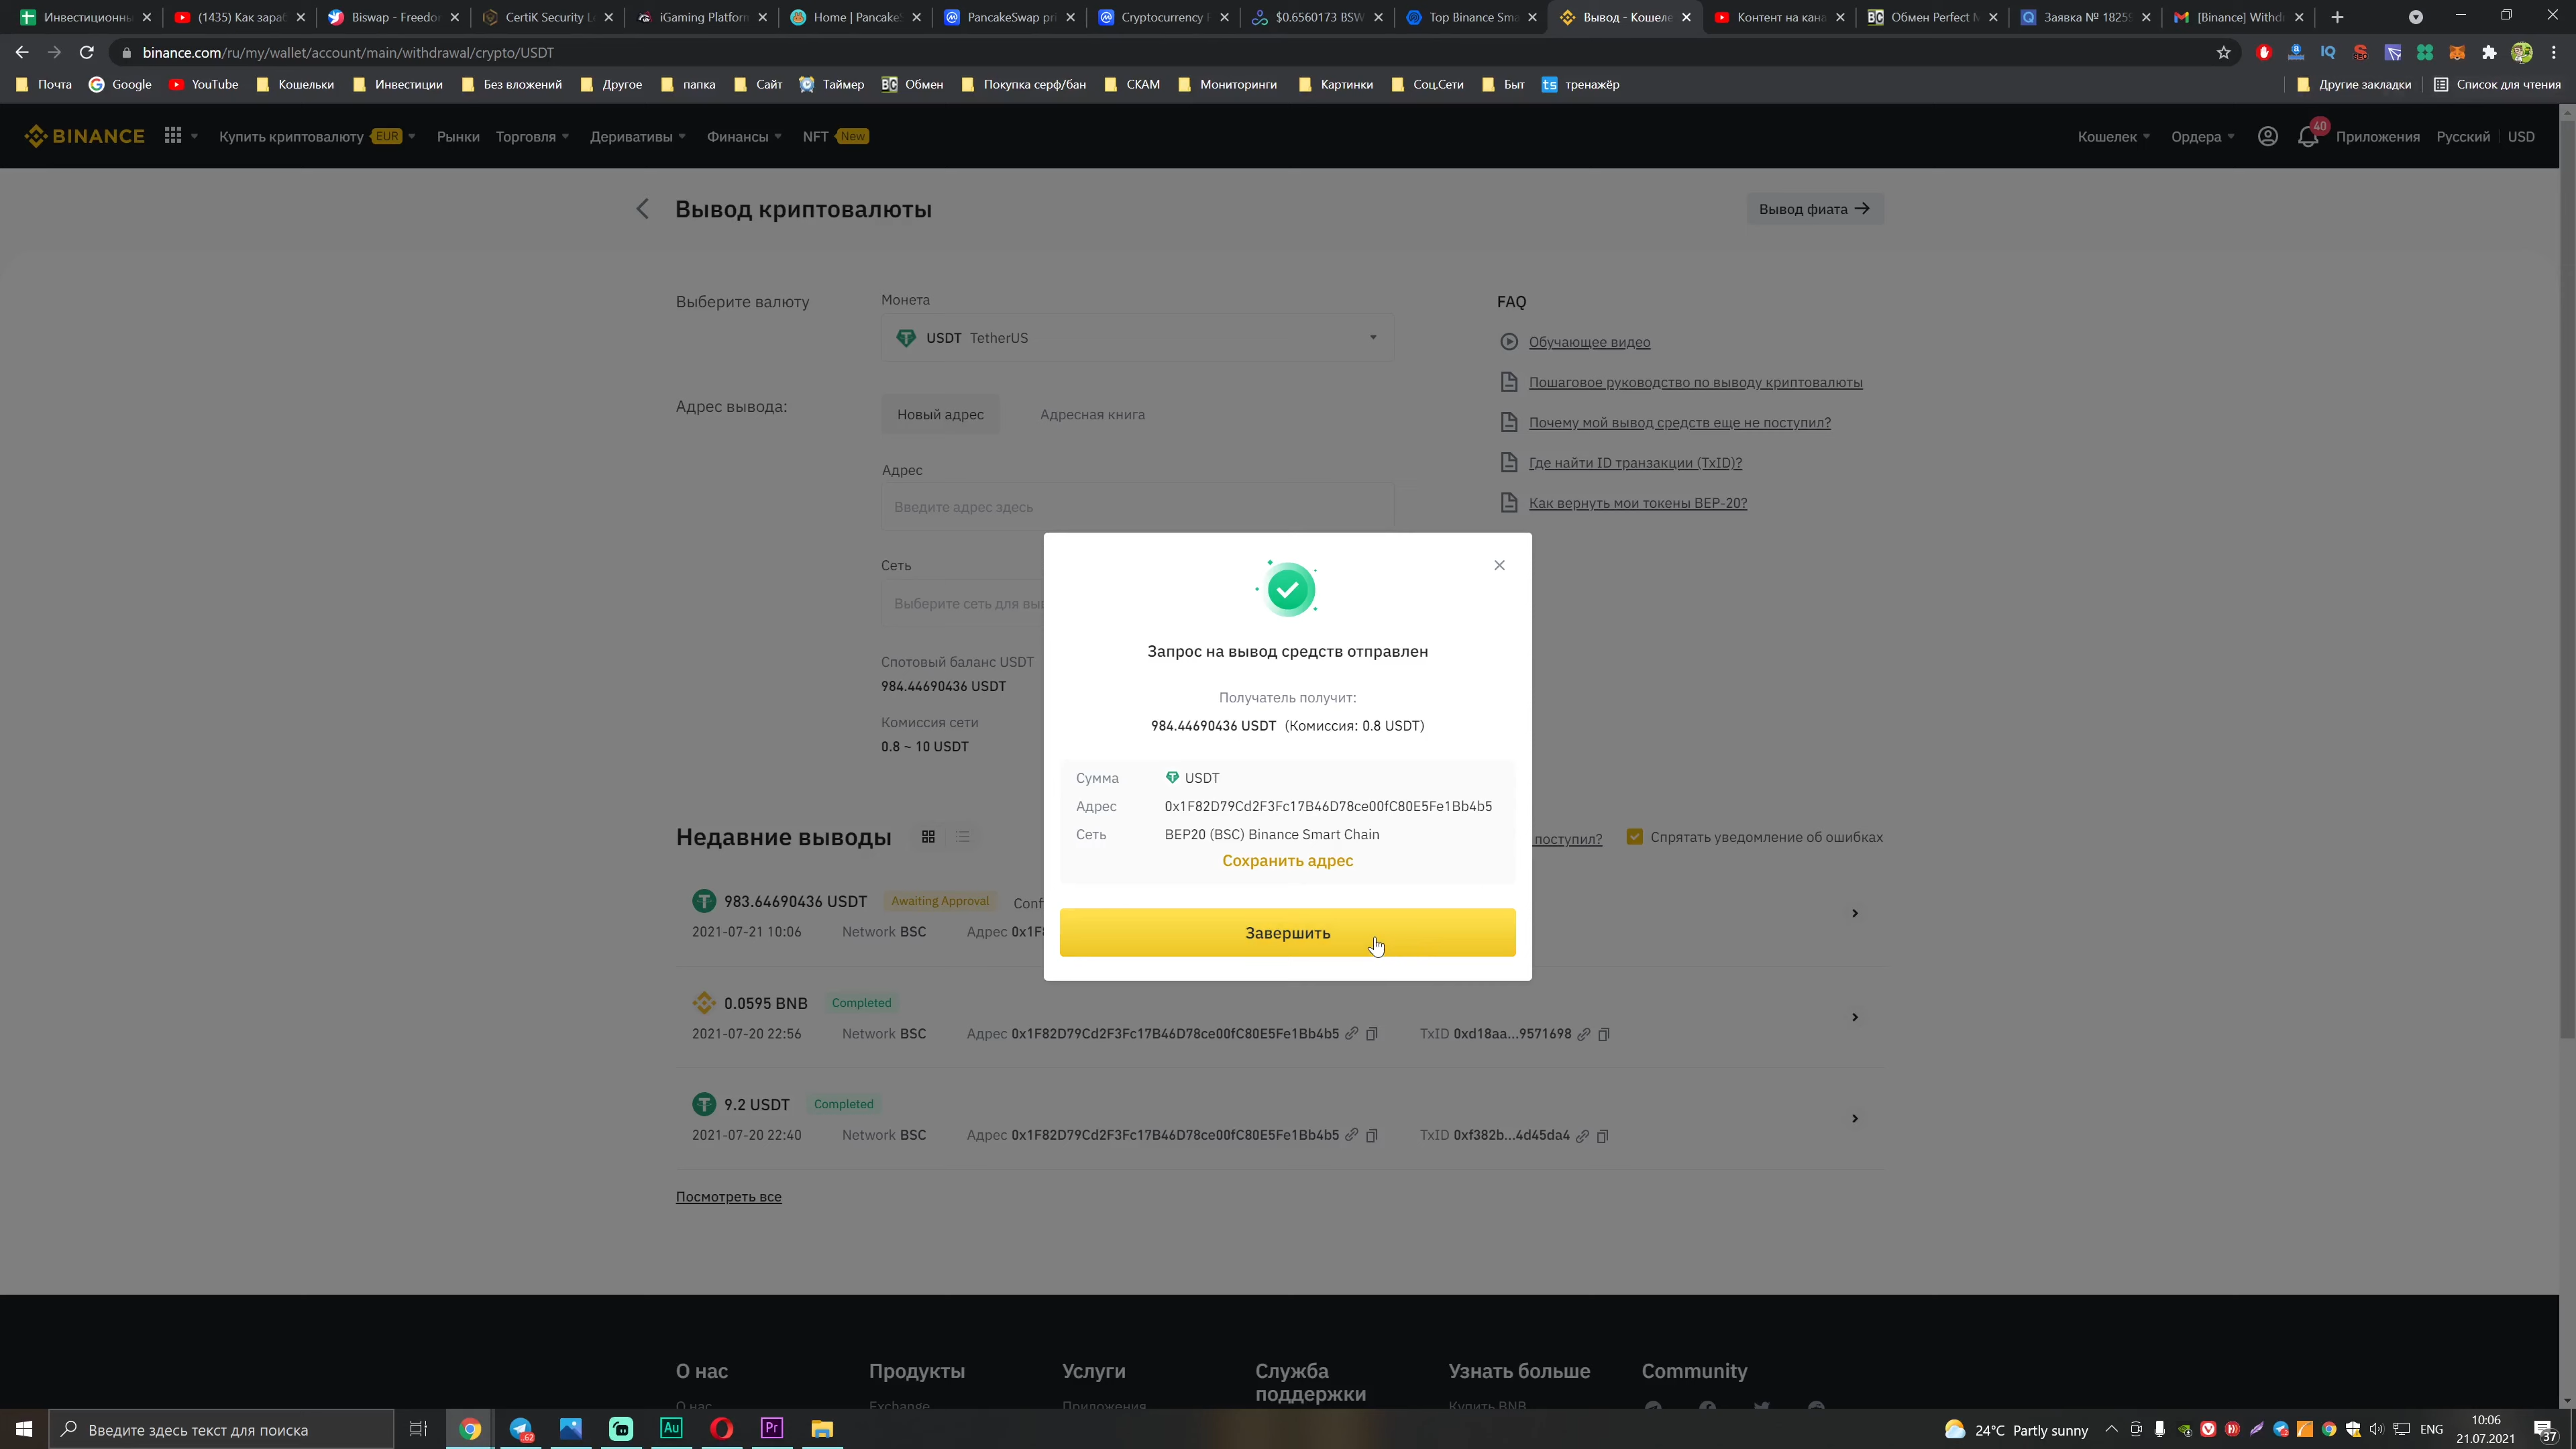 Инвестиционны
(1435) Как зараб
Biswap - Freedo
CertiK Security L
iGaming Platform
Home | PancakeS
PancakeSwap pri
Cryptocurrency
$0.6560173 BSW
Top Binance Sma
Вывод - Кошеле
Контент на кана
Обмен Perfect M
Заявка № 18259
[Binance] Withd
binance.com/ru/my/wallet/account/main/withdrawal/crypto/USDT
Почта Google YouTube Кошельки Инвестиции Без вложений Другое папка Сайт Таймер Обмен Покупка серф/бан СКАМ Мониторинги Картинки Соц.Сети Быт тренажёр Другие закладки Список для чтения
BINANCE Купить криптовалюту EUR Рынки Торговля Деривативы Финансы NFT New Кошелек Ордера 40 Приложения Русский USD
Вывод криптовалюты
Вывод фиата
Выберите валюту
Монета
USDT TetherUS
Адрес вывода:
Новый адрес Адресная книга
Адрес
Введите адрес здесь
Сеть
Выберите сеть для вы
Спотовый баланс USDT
984.44690436 USDT
Комиссия сети
0.8 ~ 10 USDT
FAQ
Обучающее видео
Пошаговое руководство по выводу криптовалюты
Почему мой вывод средств еще не поступил?
Где найти ID транзакции (TxID)?
Как вернуть мои токены BEP-20?
Запрос на вывод средств отправлен
Получатель получит:
984.44690436 USDT (Комиссия: 0.8 USDT)
Сумма USDT
Адрес 0x1F82D79Cd2F3Fc17B46D78ce00fC80E5Fe1Bb4b5
Сеть BEP20 (BSC) Binance Smart Chain
Сохранить адрес
Завершить
Недавние выводы
поступил? Спрятать уведомление об ошибках
983.64690436 USDT Awaiting Approval Conf
2021-07-21 10:06 Network BSC Адрес 0x1F8
0.0595 BNB Completed
2021-07-20 22:56 Network BSC Адрес 0x1F82D79Cd2F3Fc17B46D78ce00fC80E5Fe1Bb4b5 TxID 0xd18aa...9571698
9.2 USDT Completed
2021-07-20 22:40 Network BSC Адрес 0x1F82D79Cd2F3Fc17B46D78ce00fC80E5Fe1Bb4b5 TxID 0xf382b...4d45da4
Посмотреть все
О нас Продукты Услуги Служба поддержки Узнать больше Community
О нас Exchange Приложения Купить BNB
Введите здесь текст для поиска
62
Au
Pr
24°C Partly sunny
ENG
10:06
21.07.2021
37